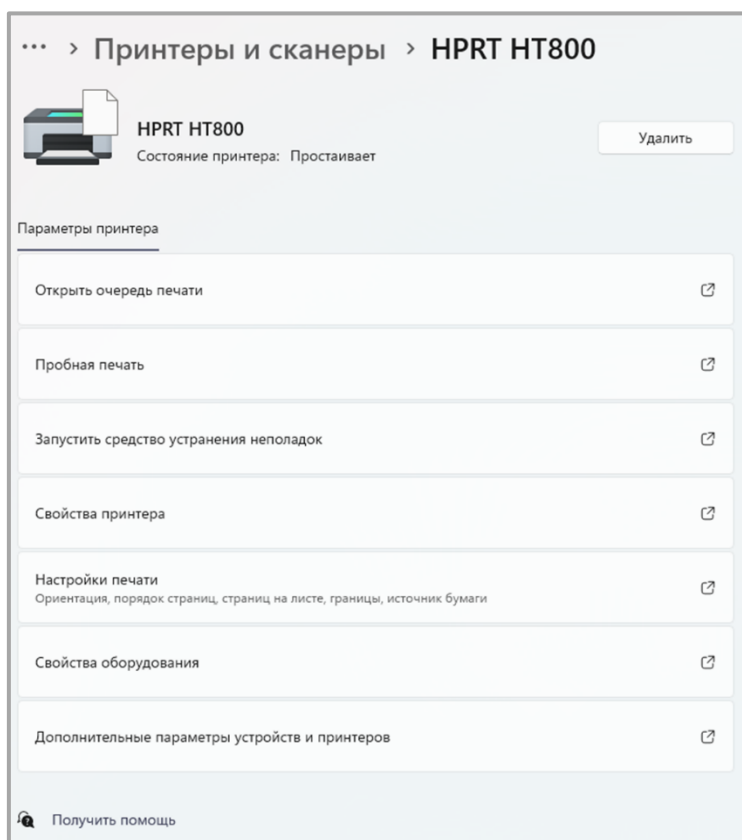 ... > Принтеры и сканеры > HPRT HT800
HPRT HT800
Состояние принтера: Простаивает
Удалить
Параметры принтера
Открыть очередь печати
Пробная печать
Запустить средство устранения неполадок
Свойства принтера
Настройки печати
Ориентация, порядок страниц, страниц на листе, границы, источник бумаги
Свойства оборудования
Дополнительные параметры устройств и принтеров
Получить помощь